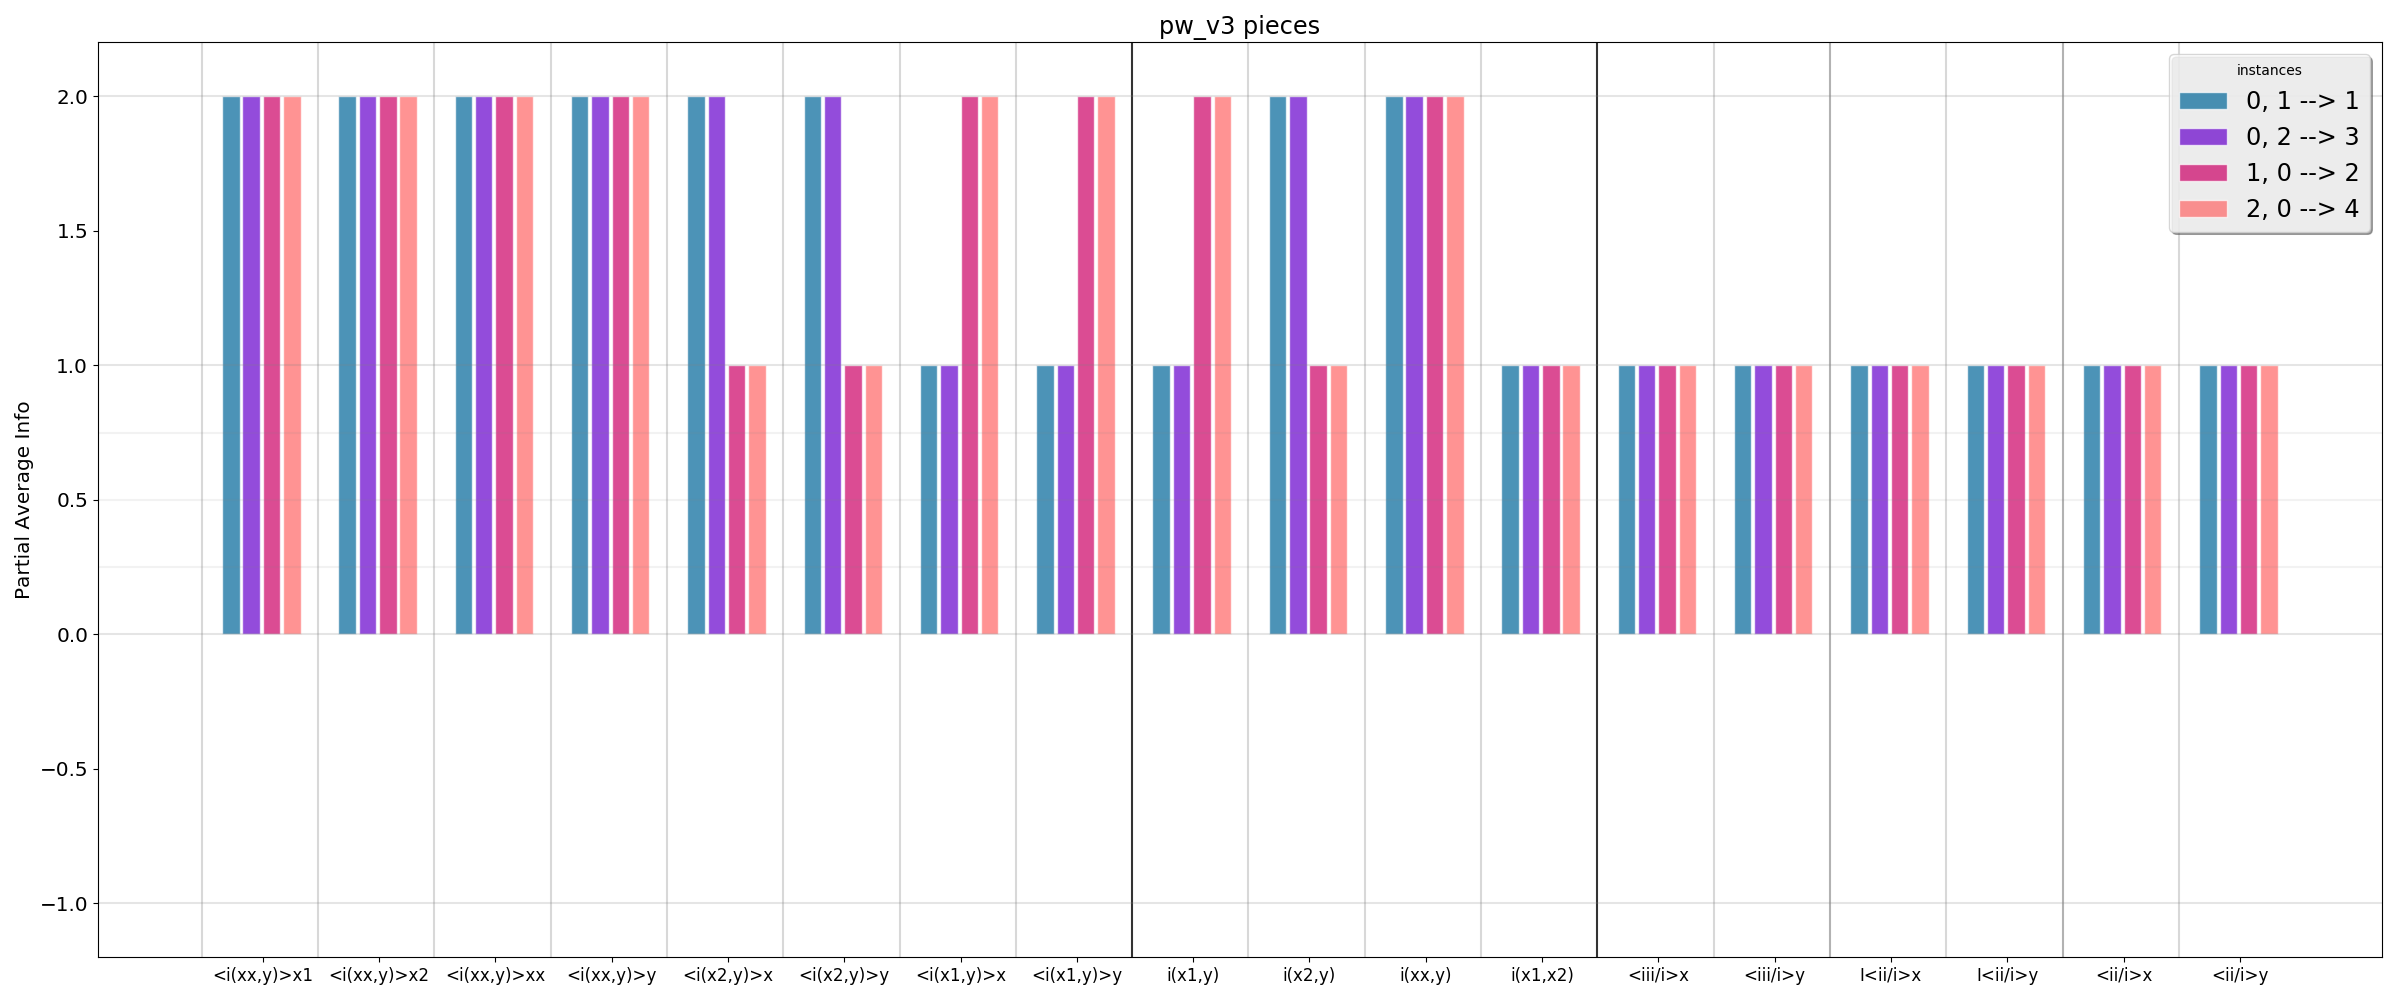 pw_v3 pieces
instances
0, 1 --> 1
0, 2 --> 3
1, 0 --> 2
2, 0 --> 4
Partial Average Info
2.0
1.5
1.0
0.5
0.0
−0.5
−1.0
<i(xx,y)>x1 <i(xx,y)>x2 <i(xx,y)>xx <i(xx,y)>y <i(x2,y)>x <i(x2,y)>y <i(x1,y)>x <i(x1,y)>y i(x1,y) i(x2,y) i(xx,y) i(x1,x2) <iii/i>x <iii/i>y I<ii/i>x I<ii/i>y <ii/i>x <ii/i>y